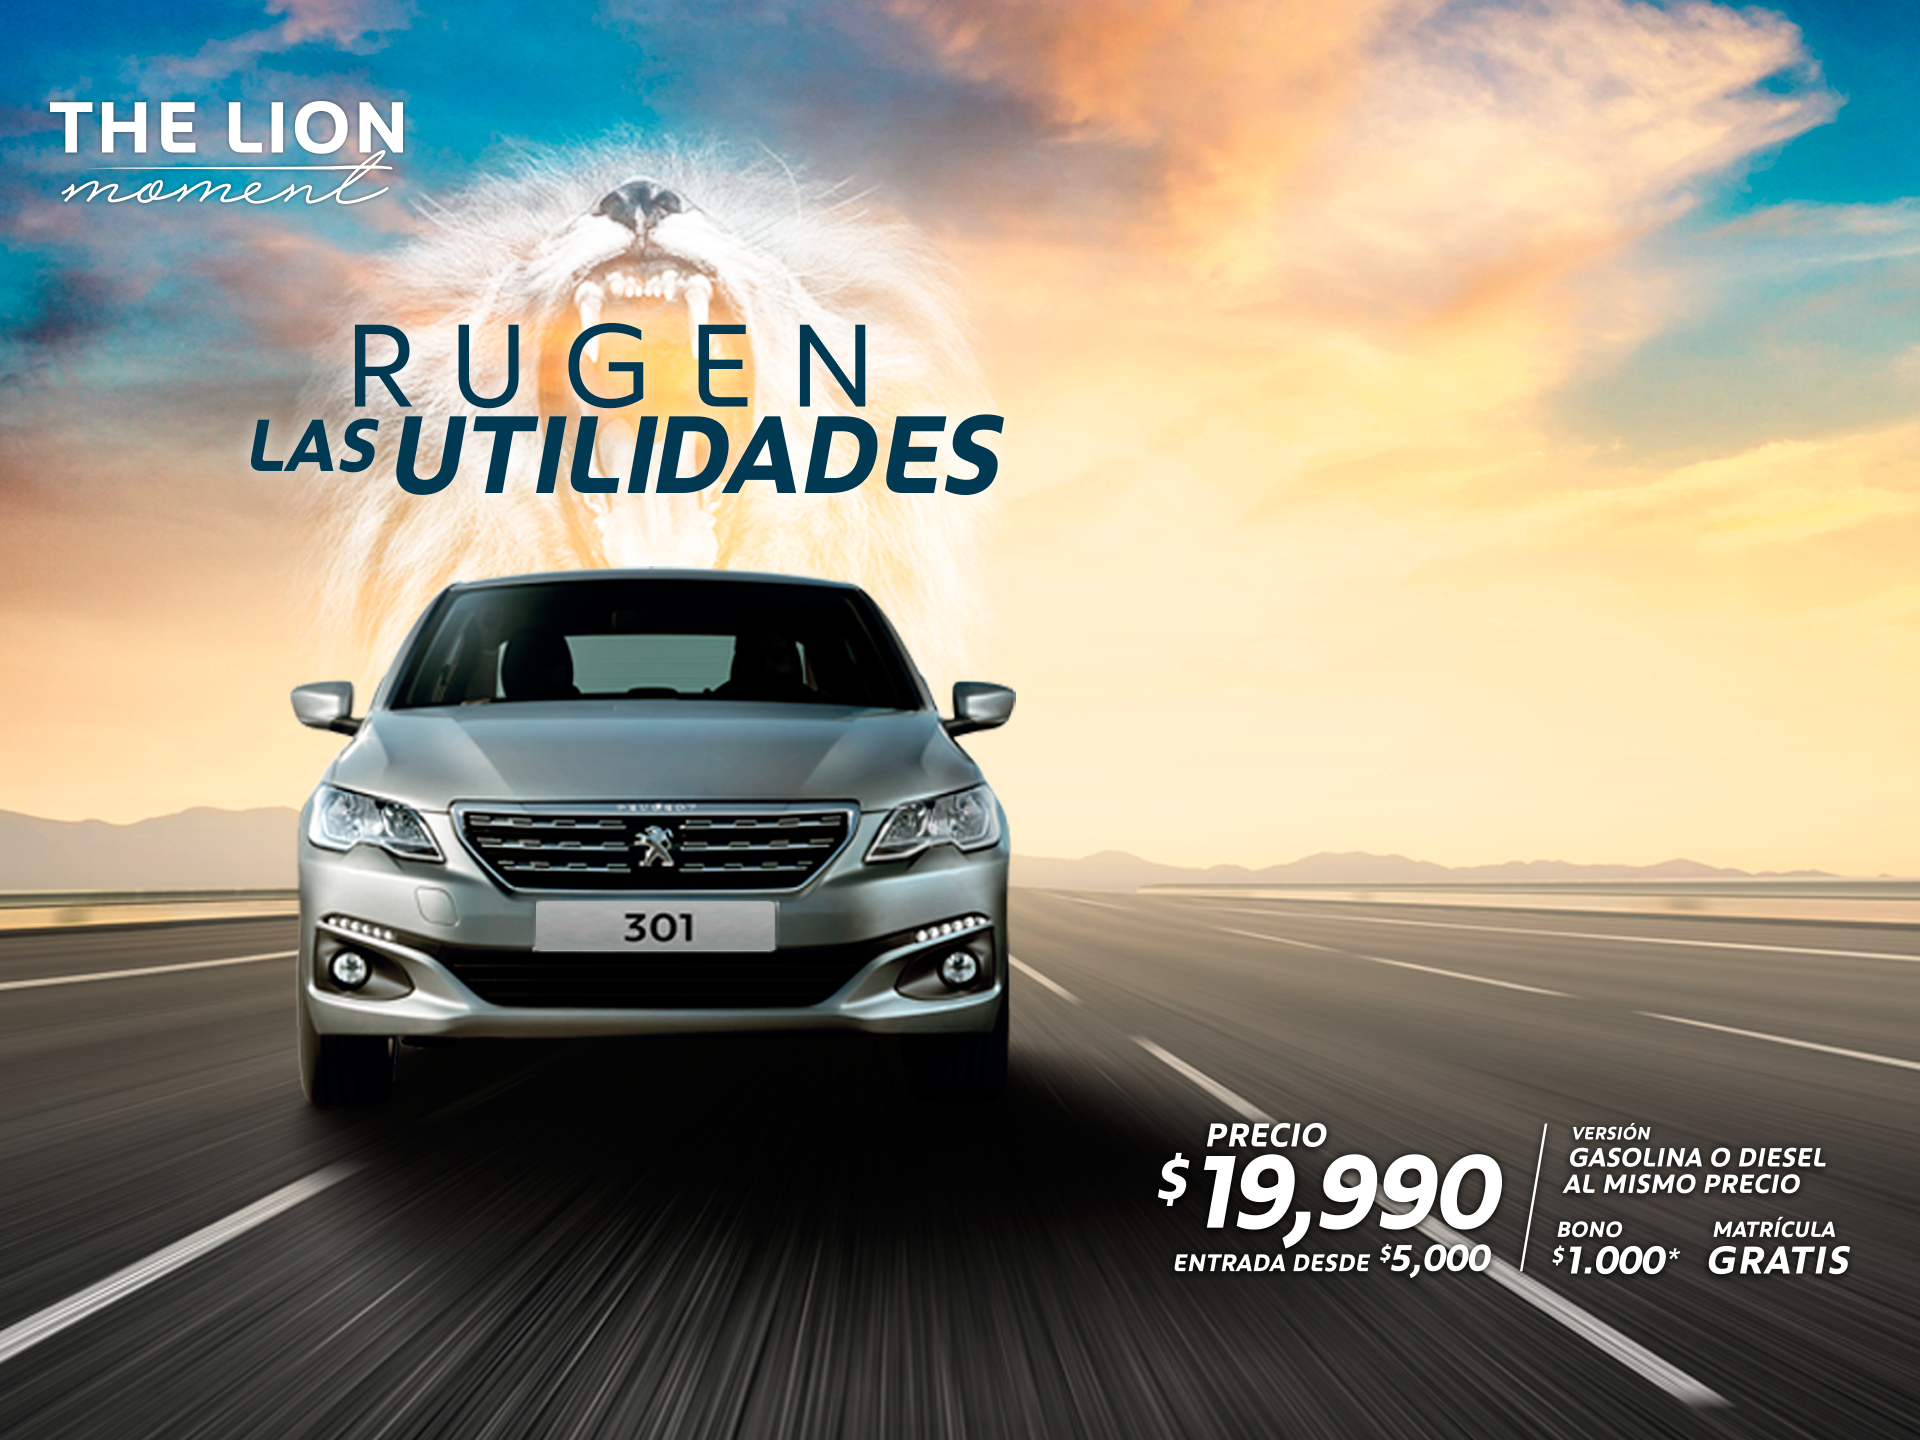 THE LION
moment
RUGEN
LAS UTILIDADES
PEUGEOT
301
PRECIO
$19,990
ENTRADA DESDE $5,000
VERSIÓN
GASOLINA O DIESEL
AL MISMO PRECIO
BONO
$1.000*
MATRÍCULA
GRATIS